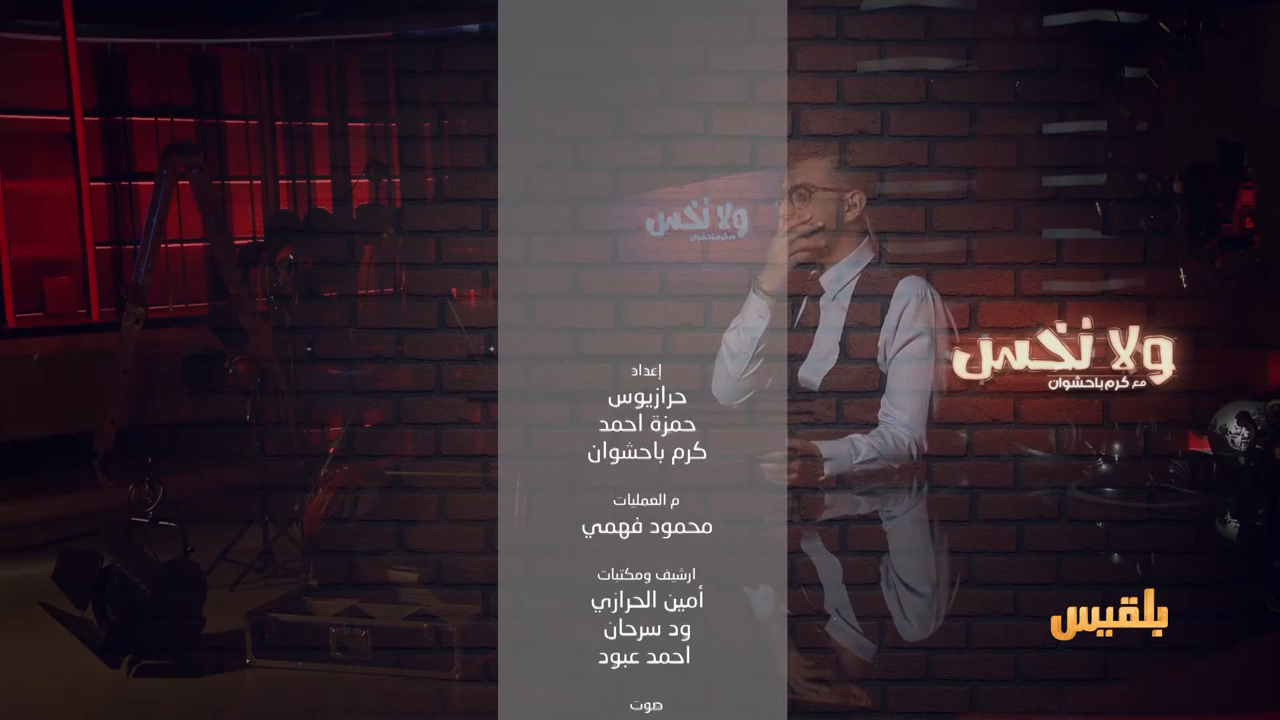 ولا نخس
مع كرم باحشوان
إعداد
حرازيوس
حمزة احمد
كرم باحشوان
م العمليات
محمود فهمي
ارشيف ومكتبات
أمين الحرازي
ود سرحان
احمد عبود
صوت
ولا نخس
مع كرم باحشوان
بلقيس